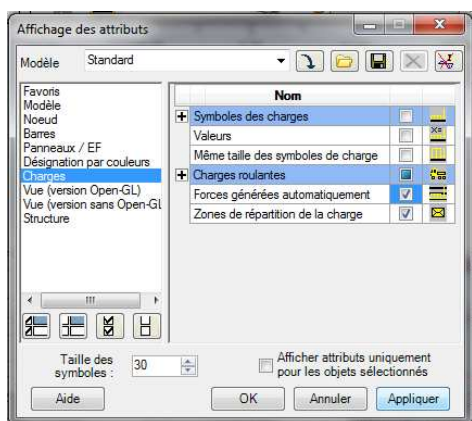 Affichage des attributs
Modèle Standard
Favoris
Modèle
Noeud
Barres
Panneaux / EF
Désignation par couleurs
Charges
Vue (version Open-GL)
Vue (version sans Open-GL
Structure
Nom
Symboles des charges
Valeurs
Même taille des symboles de charge
Charges roulantes
Forces générées automatiquement
Zones de répartition de la charge
Taille des
symboles : 30
Afficher attributs uniquement
pour les objets sélectionnés
Aide OK Annuler Appliquer